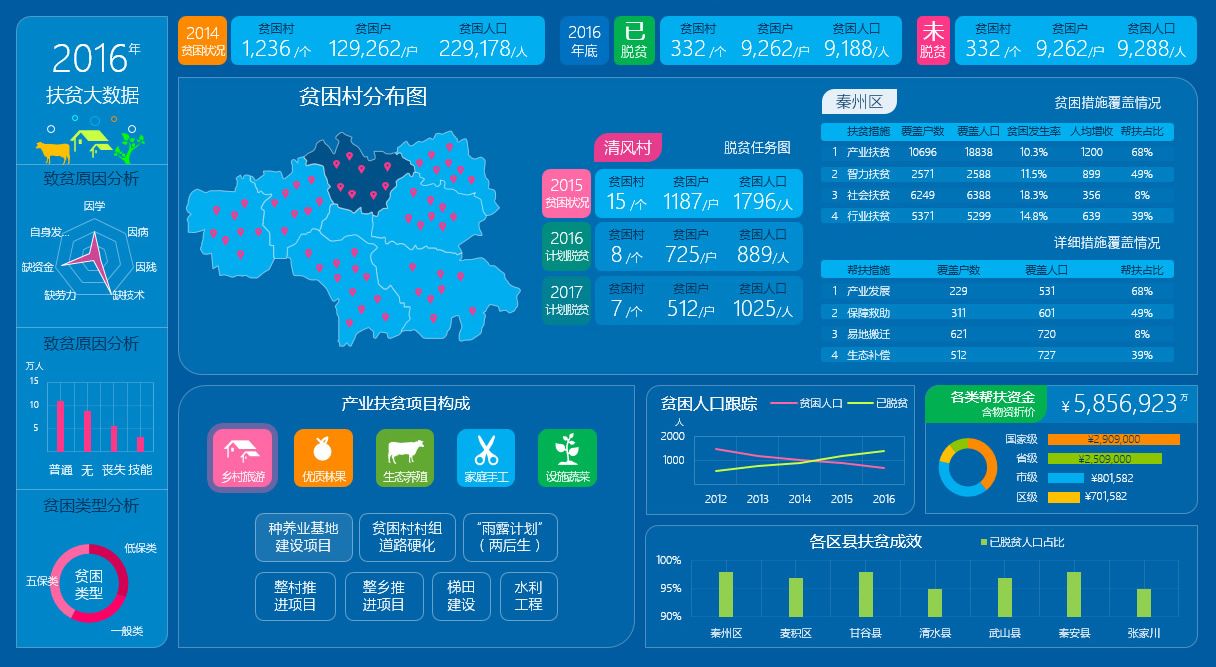 2016年
扶贫大数据
致贫原因分析
因学
自身发...
因病
缺资金
因残
缺劳力
缺技术
致贫原因分析
万人
15
10
5
普通 无 丧失 技能
贫困类型分析
低保类
五保类
贫困
类型
一般类
2014
贫困状况
贫困村 贫困户 贫困人口
1,236 /个 129,262/户 229,178/人
2016
年底
已
脱贫
贫困村 贫困户 贫困人口
332 /个 9,262/户 9,188/人
未
脱贫
贫困村 贫困户 贫困人口
332 /个 9,262/户 9,288/人
贫困村分布图
清风村 脱贫任务图
2015
贫困状况
贫困村 贫困户 贫困人口
15 /个 1187/户 1796/人
2016
计划脱贫
贫困村 贫困户 贫困人口
8 /个 725/户 889/人
2017
计划脱贫
贫困村 贫困户 贫困人口
7 /个 512/户 1025/人
秦州区 贫困措施覆盖情况
扶贫措施 覆盖户数 覆盖人口 贫困发生率 人均增收 帮扶占比
1 产业扶贫 10696 18838 10.3% 1200 68%
2 智力扶贫 2571 2588 11.5% 899 49%
3 社会扶贫 6249 6388 18.3% 356 8%
4 行业扶贫 5371 5299 14.8% 639 39%
详细措施覆盖情况
帮扶措施 覆盖户数 覆盖人口 帮扶占比
1 产业发展 229 531 68%
2 保障救助 311 601 49%
3 易地搬迁 621 720 8%
4 生态补偿 512 727 39%
产业扶贫项目构成
乡村旅游 优质林果 生态养殖 家庭手工 设施蔬菜
种养业基地
建设项目
贫困村村组
道路硬化
“雨露计划”
（两后生）
整村推
进项目
整乡推
进项目
梯田
建设
水利
工程
贫困人口跟踪 贫困人口 已脱贫
人
2000
1000
2012 2013 2014 2015 2016
各类帮扶资金
含物资折价
¥5,856,923万
国家级 ¥2,909,000
省级 ¥2,509,000
市级 ¥801,582
区级 ¥701,582
各区县扶贫成效 已脱贫人口占比
100%
95%
90%
秦州区 麦积区 甘谷县 清水县 武山县 秦安县 张家川